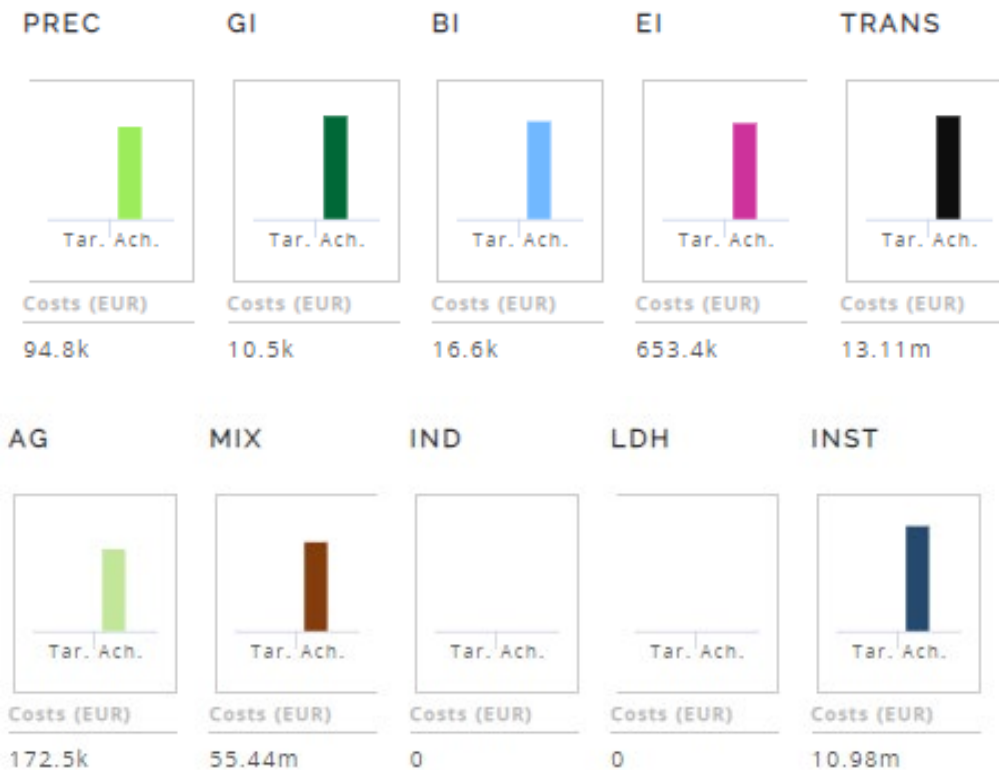 PREC GI BI EI TRANS
Tar. Ach. Tar. Ach. Tar. Ach. Tar. Ach. Tar. Ach.
Costs (EUR) Costs (EUR) Costs (EUR) Costs (EUR) Costs (EUR)
94.8k 10.5k 16.6k 653.4k 13.11m
AG MIX IND LDH INST
Tar. Ach. Tar. Ach. Tar. Ach. Tar. Ach. Tar. Ach.
Costs (EUR) Costs (EUR) Costs (EUR) Costs (EUR) Costs (EUR)
172.5k 55.44m 0 0 10.98m